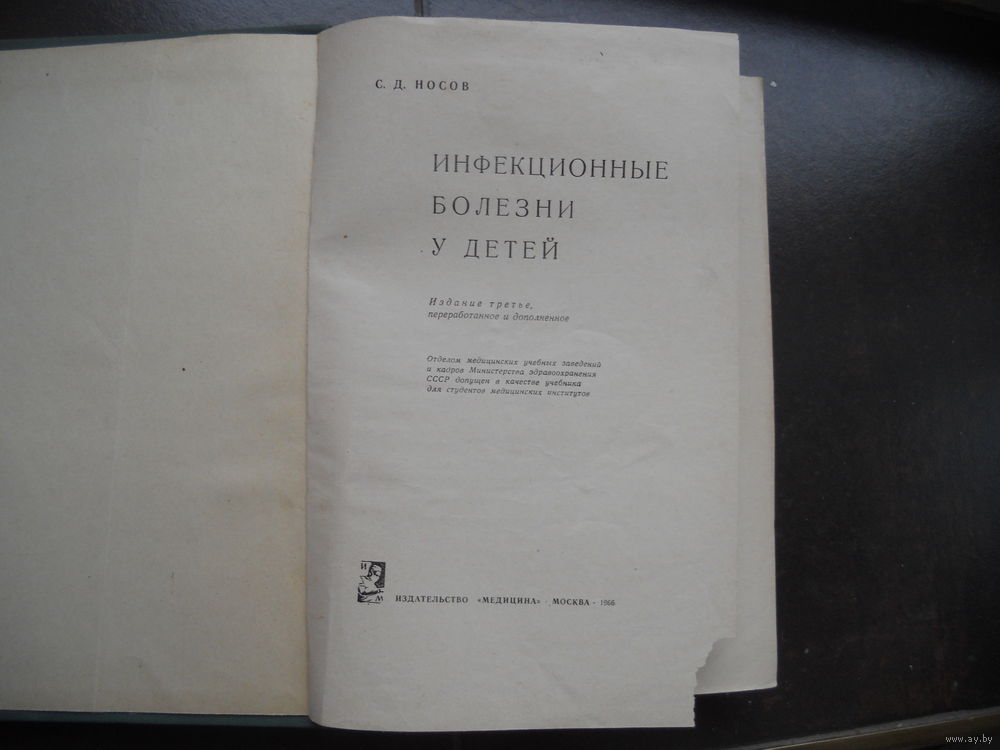 С. Д. НОСОВ
ИНФЕКЦИОННЫЕ
БОЛЕЗНИ
У ДЕТЕЙ
Издание третье,
переработанное и дополненное
Отделом медицинских учебных заведений
и кадров Министерства здравоохранения
СССР допущен в качестве учебника
для студентов медицинских институтов
И
М
ИЗДАТЕЛЬСТВО «МЕДИЦИНА» · МОСКВА · 1966
www.ay.by